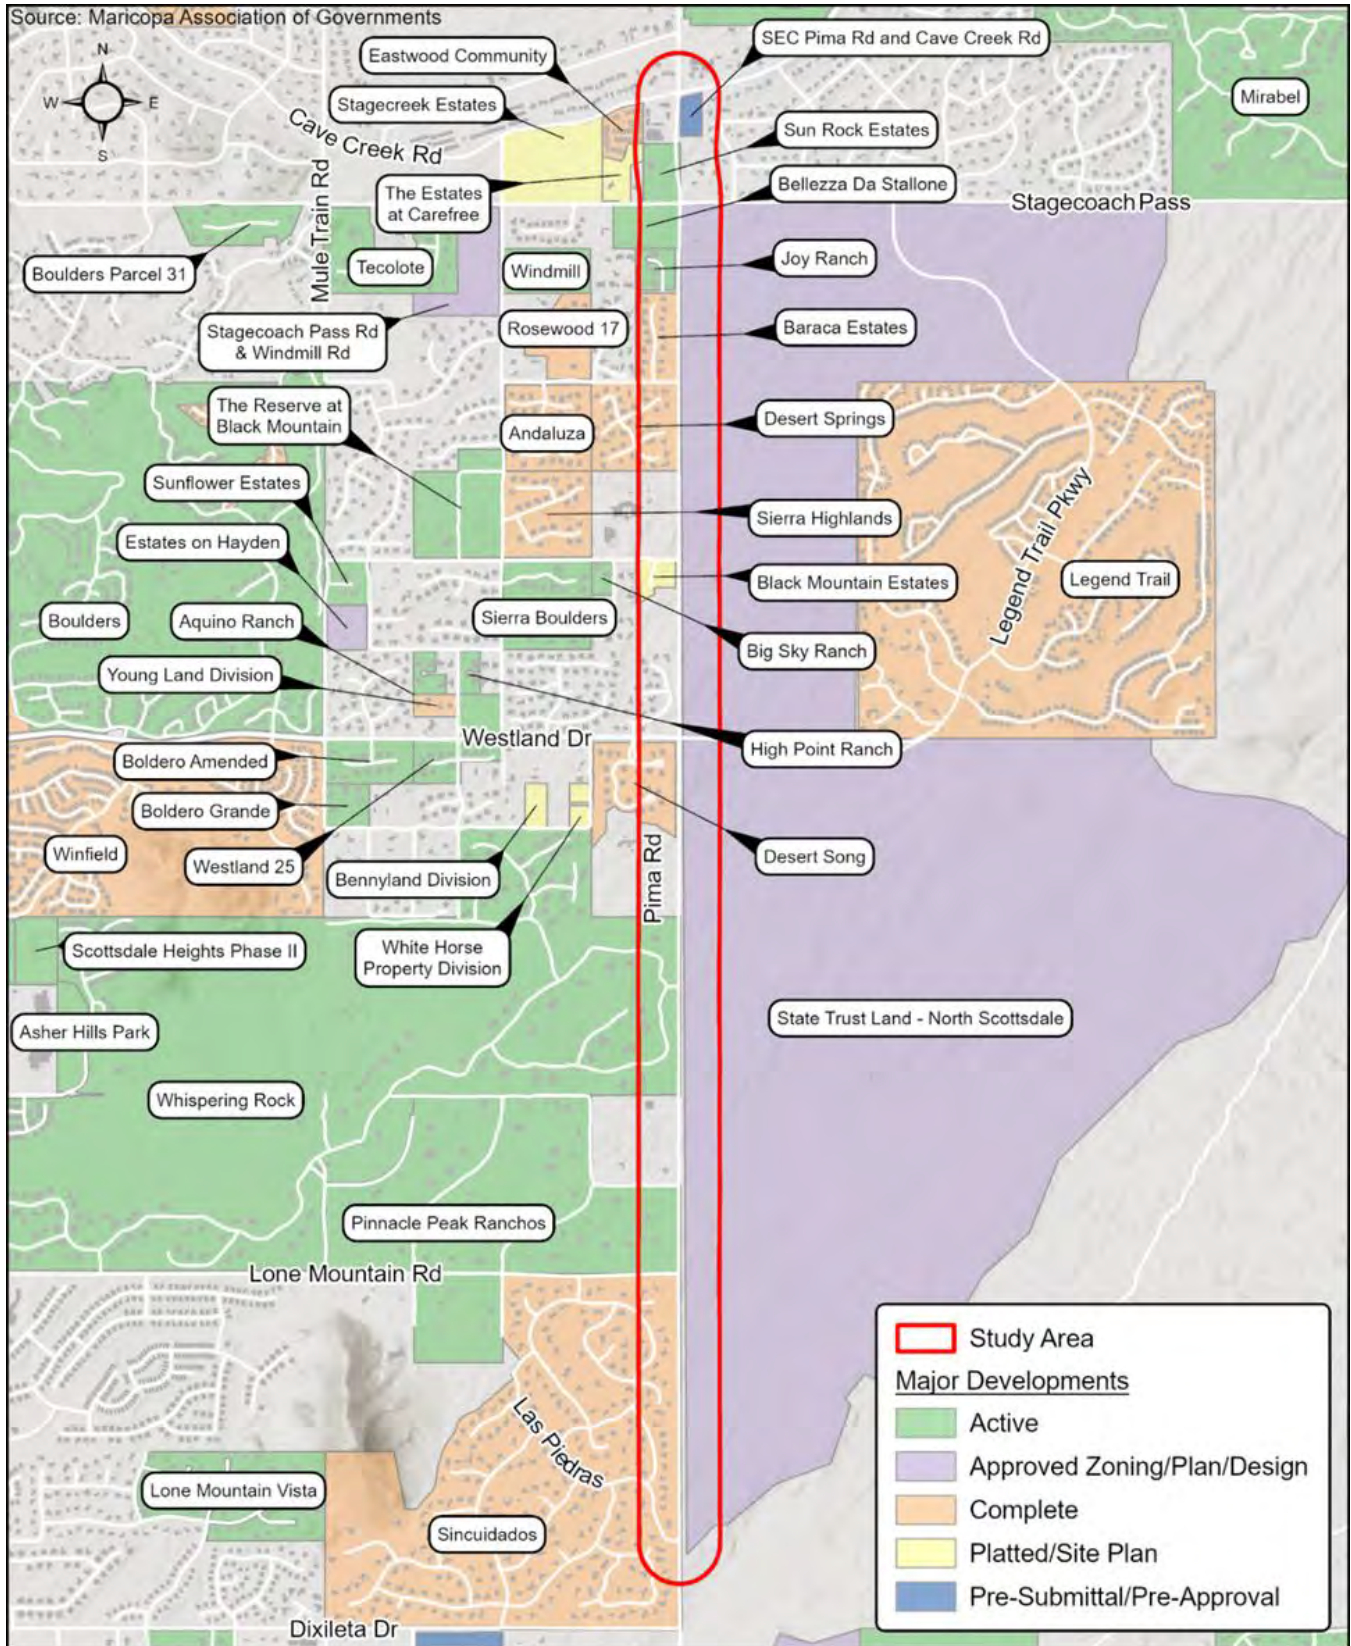 Source: Maricopa Association of Governments
N
W
E
S
Eastwood Community
SEC Pima Rd and Cave Creek Rd
Stagecreek Estates
Mirabel
Cave Creek Rd
Sun Rock Estates
The Estates
at Carefree
Bellezza Da Stallone
Stagecoach Pass
Mule Train Rd
Boulders Parcel 31
Tecolote
Windmill
Joy Ranch
Stagecoach Pass Rd
& Windmill Rd
Rosewood 17
Baraca Estates
The Reserve at
Black Mountain
Andaluza
Desert Springs
Sunflower Estates
Sierra Highlands
Estates on Hayden
Legend Trail Pkwy
Black Mountain Estates
Legend Trail
Boulders
Aquino Ranch
Sierra Boulders
Big Sky Ranch
Young Land Division
Westland Dr
High Point Ranch
Boldero Amended
Boldero Grande
Winfield
Westland 25
Bennyland Division
Desert Song
Pima Rd
Scottsdale Heights Phase II
White Horse
Property Division
Asher Hills Park
State Trust Land - North Scottsdale
Whispering Rock
Pinnacle Peak Ranchos
Lone Mountain Rd
Las Piedras
Lone Mountain Vista
Sincuidados
Dixileta Dr
Study Area
Major Developments
Active
Approved Zoning/Plan/Design
Complete
Platted/Site Plan
Pre-Submittal/Pre-Approval